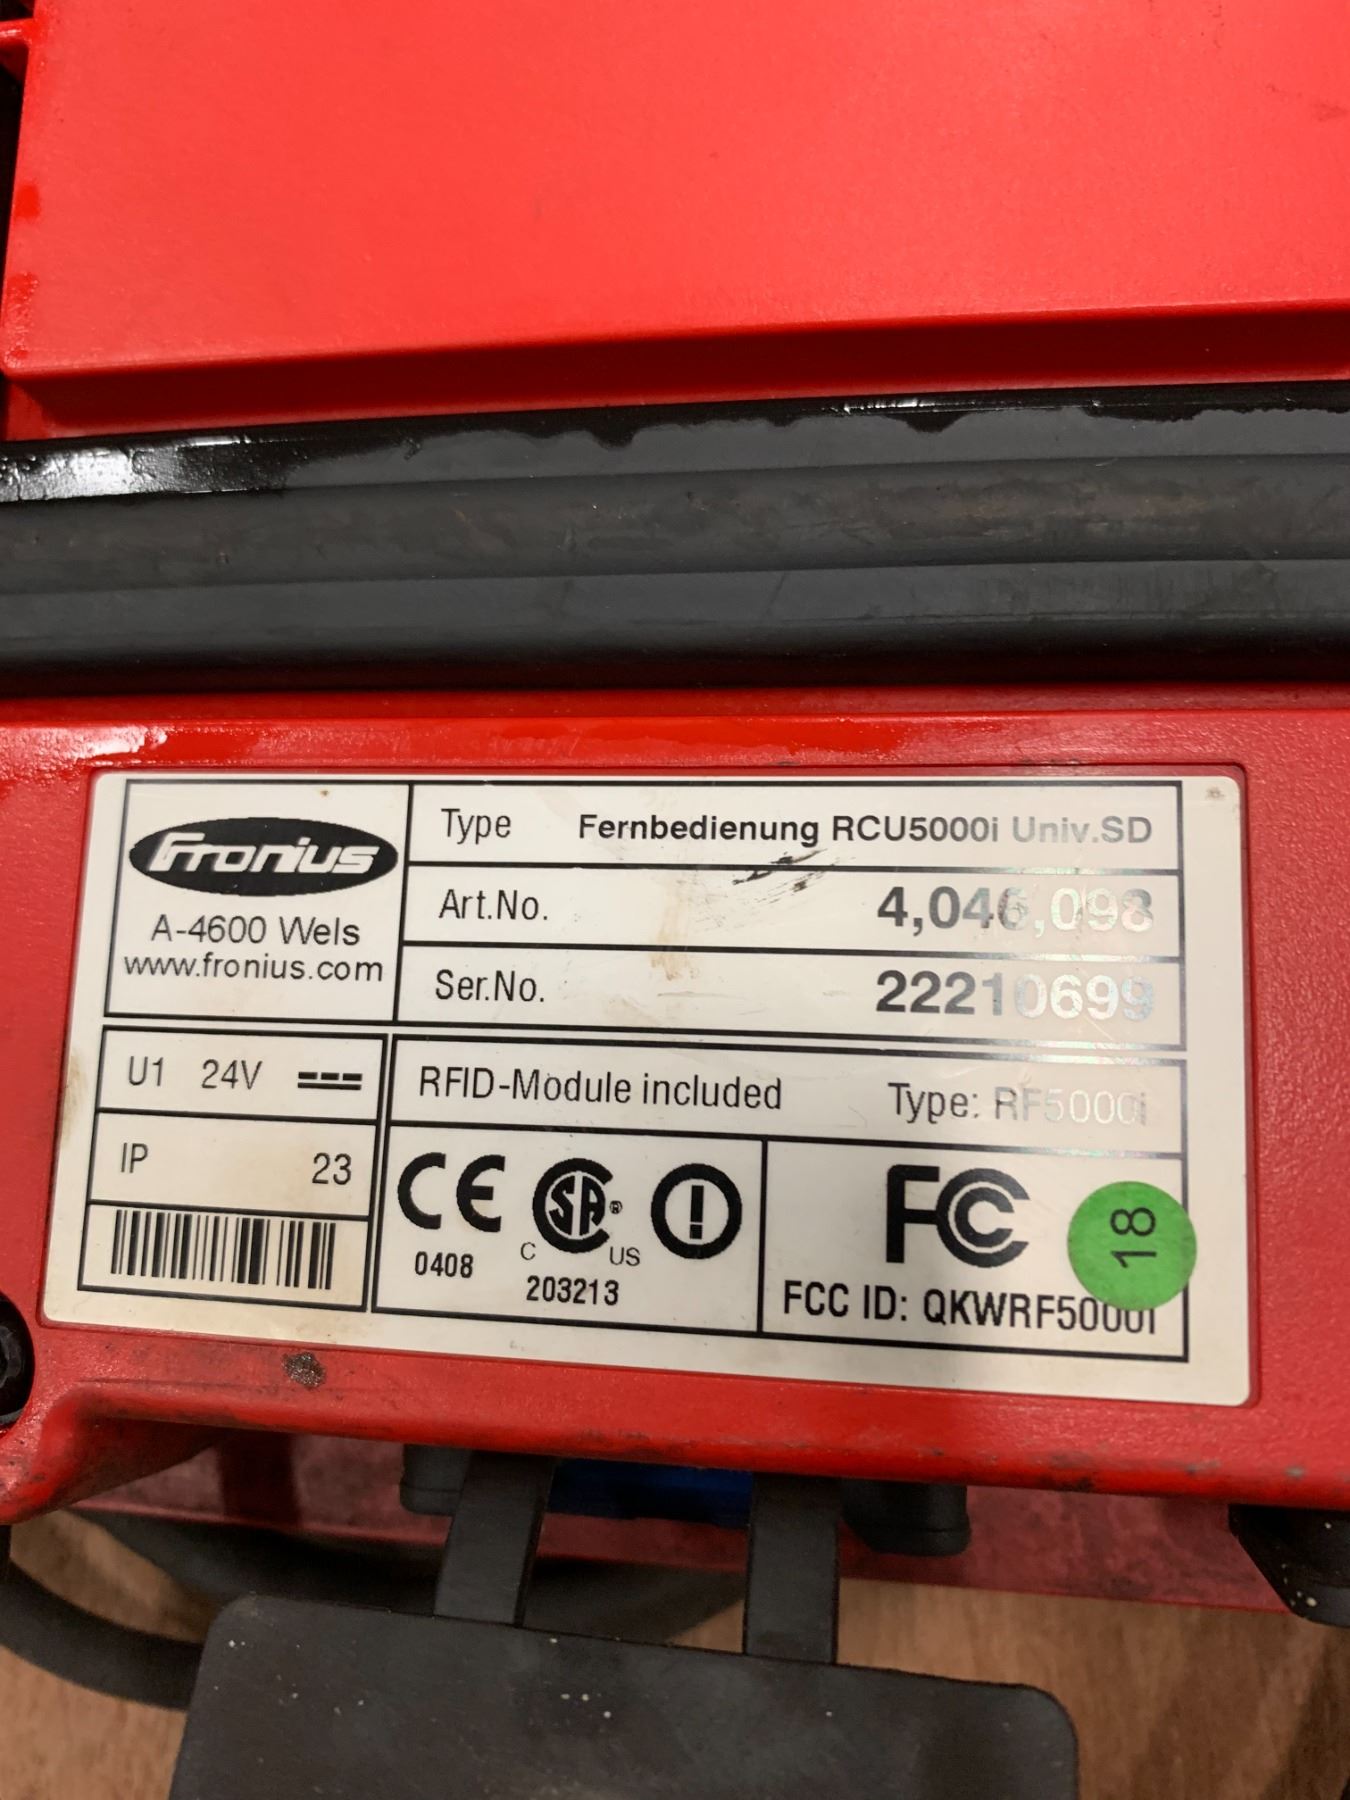 Fronius
A-4600 Wels
www.fronius.com
Type Fernbedienung RCU5000i Univ.SD
Art.No. 4,046,098
Ser.No. 22210699
U1 24V
IP 23
RFID-Module included Type: RF5000i
CE
0408
SA®
C US
203213
FC
FCC ID: QKWRF5000i
18